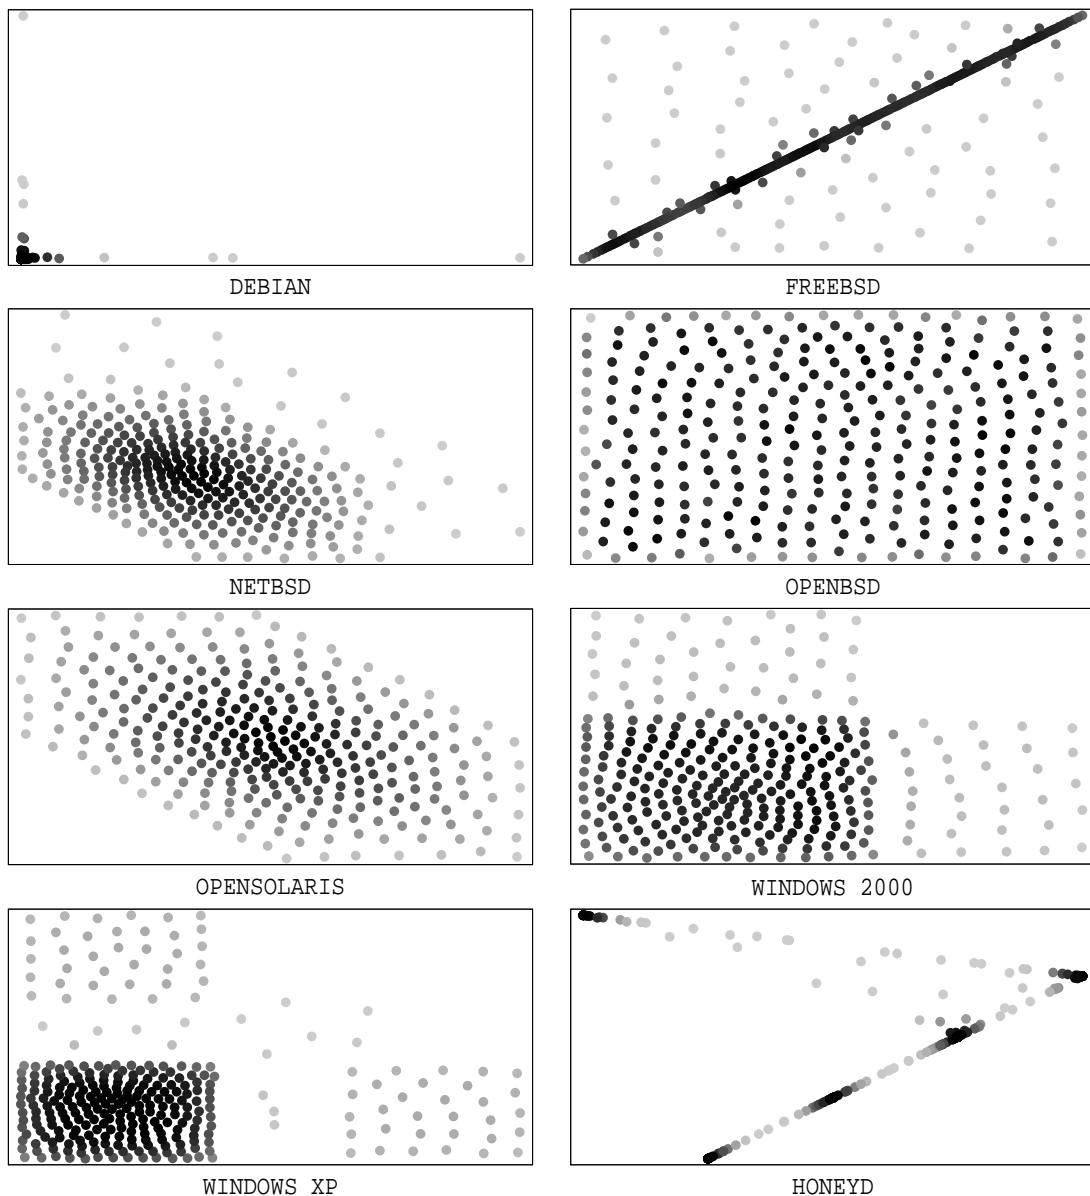 DEBIAN
FREEBSD
NETBSD
OPENBSD
OPENSOLARIS
WINDOWS 2000
WINDOWS XP
HONEYD